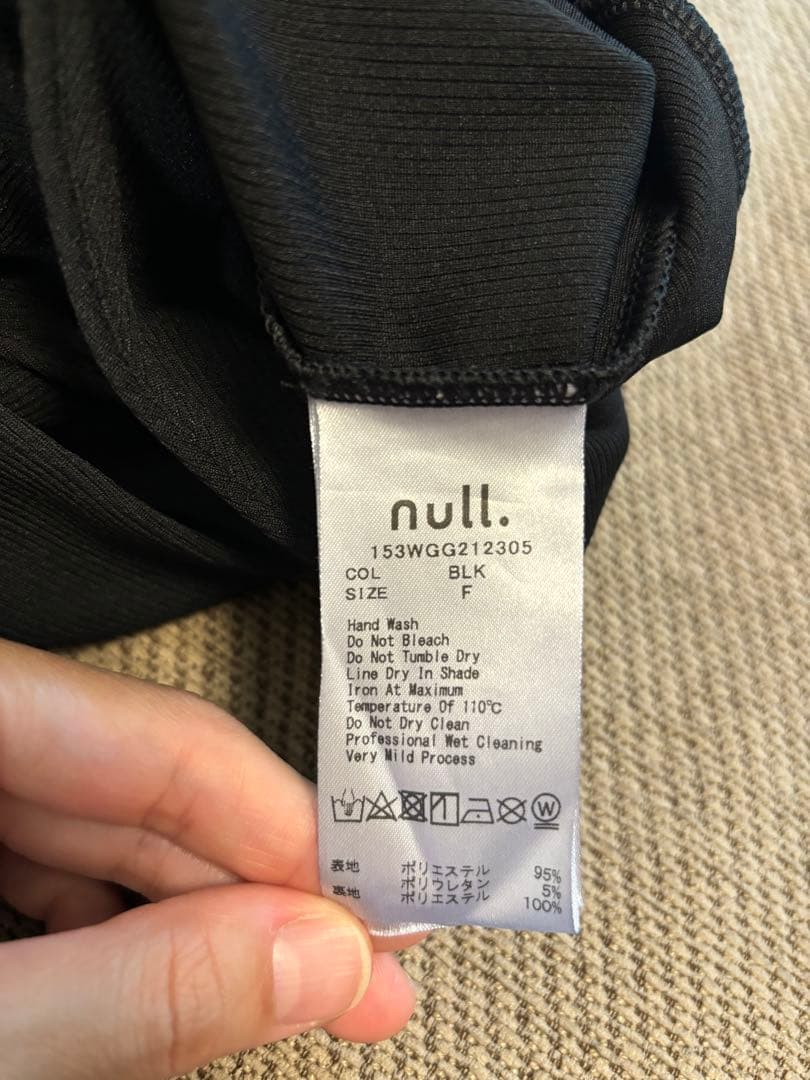 null.
153WGG212305
COL BLK
SIZE F
Hand Wash
Do Not Bleach
Do Not Tumble Dry
Line Dry In Shade
Iron At Maximum
Temperature Of 110℃
Do Not Dry Clean
Professional Wet Cleaning
Very Mild Process
W
表地 ポリエステル 95%
ポリウレタン 5%
裏地 ポリエステル 100%